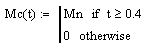 Mc(t) := | Mn if t ≥ 0.4
0 otherwise